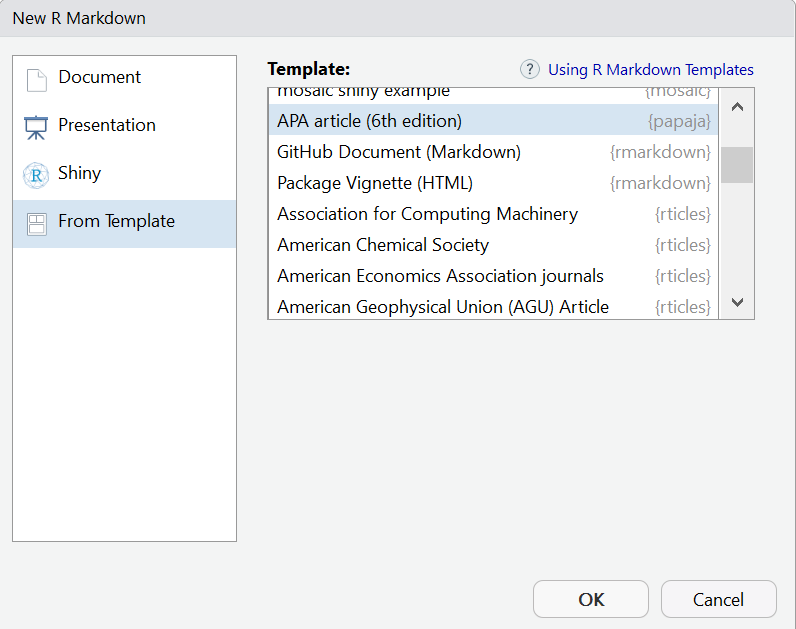 New R Markdown
Document
Presentation
R
Shiny
From Template
Template:
? Using R Markdown Templates
mosaic shiny example {mosaic}
APA article (6th edition) {papaja}
GitHub Document (Markdown) {rmarkdown}
Package Vignette (HTML) {rmarkdown}
Association for Computing Machinery {rticles}
American Chemical Society {rticles}
American Economics Association journals {rticles}
American Geophysical Union (AGU) Article {rticles}
OK Cancel